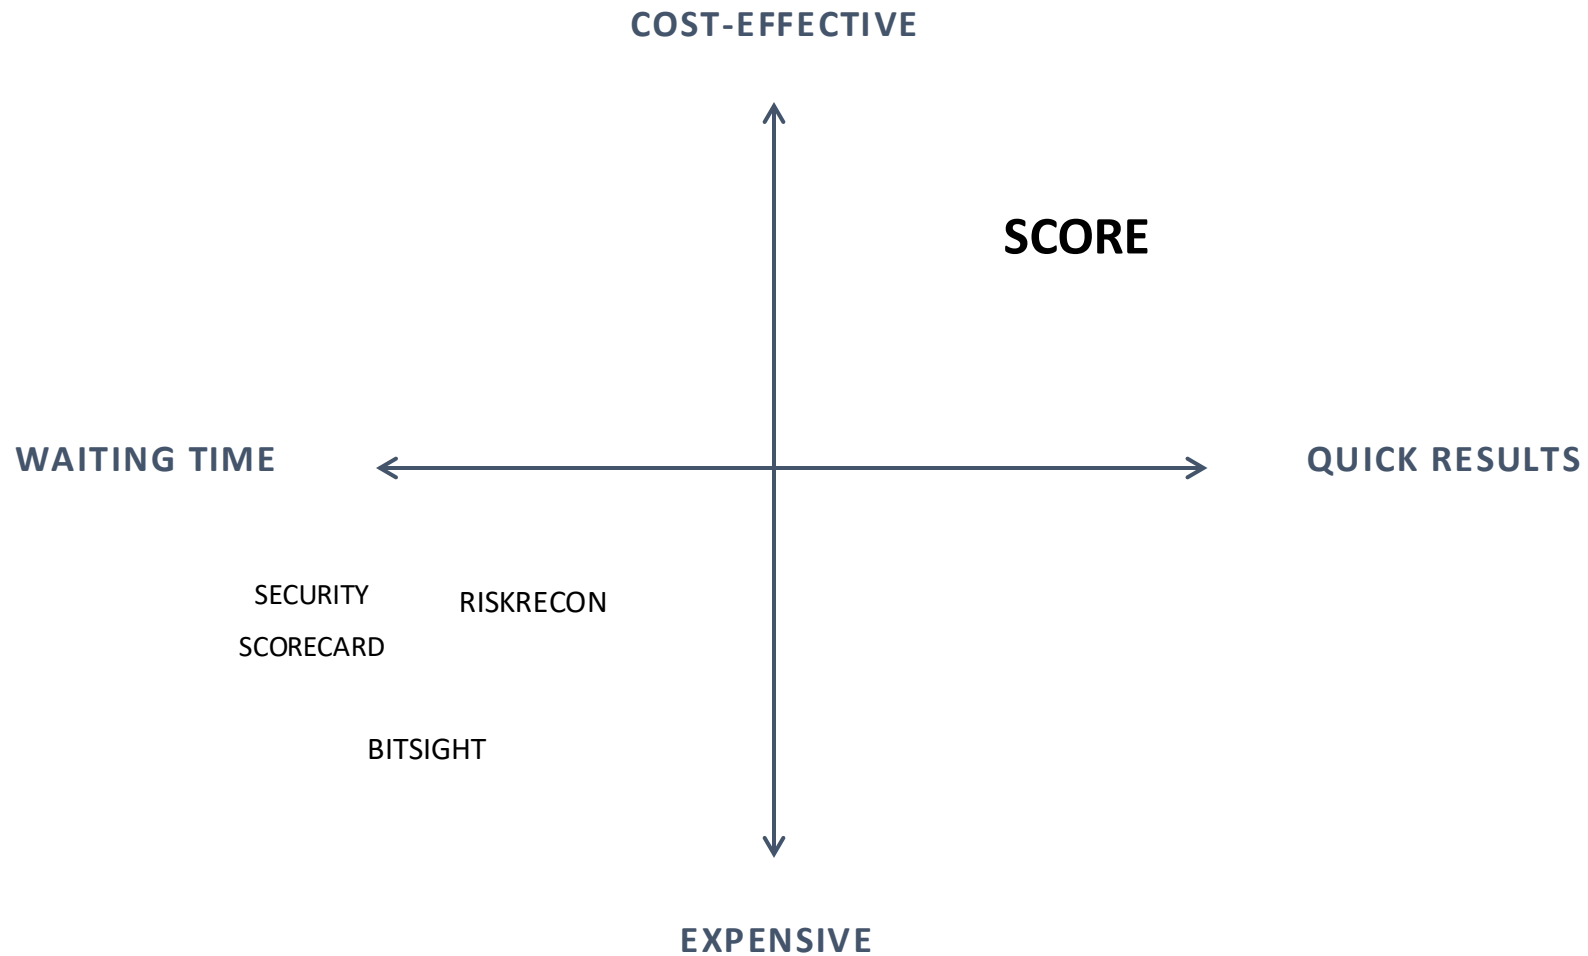 COST-EFFECTIVE
SCORE
WAITING TIME
QUICK RESULTS
SECURITY
SCORECARD
RISKRECON
BITSIGHT
EXPENSIVE